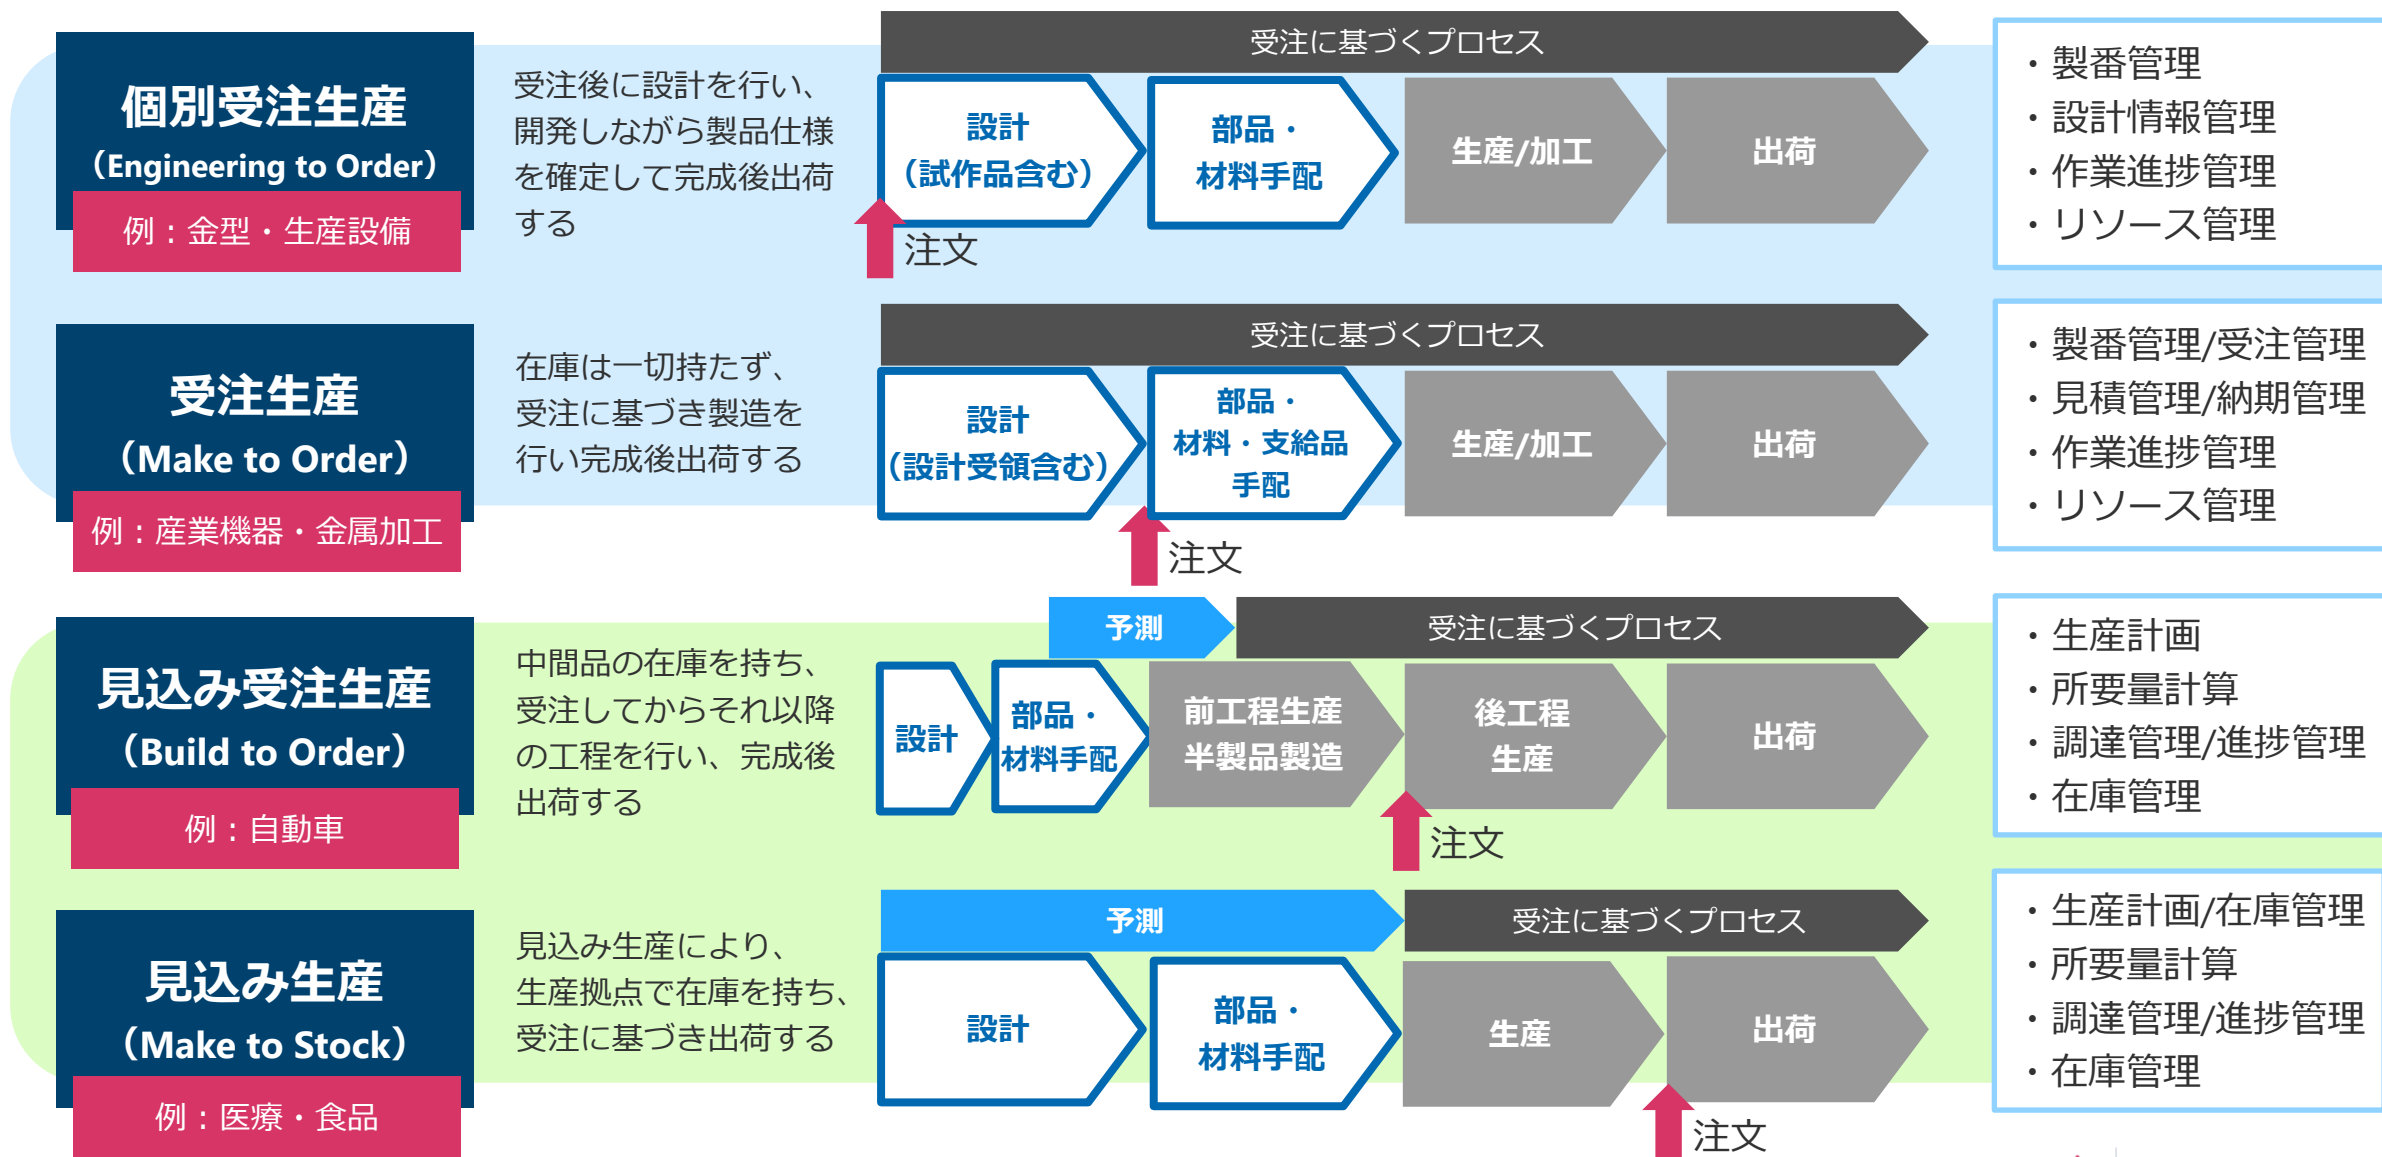 個別受注生産
（Engineering to Order）
例：金型・生産設備
受注後に設計を行い、
開発しながら製品仕様
を確定して完成後出荷
する
受注に基づくプロセス
設計
（試作品含む）
部品・
材料手配
生産/加工
出荷
注文
・製番管理
・設計情報管理
・作業進捗管理
・リソース管理
受注生産
（Make to Order）
例：産業機器・金属加工
在庫は一切持たず、
受注に基づき製造を
行い完成後出荷する
受注に基づくプロセス
設計
（設計受領含む）
部品・
材料・支給品
手配
生産/加工
出荷
注文
・製番管理/受注管理
・見積管理/納期管理
・作業進捗管理
・リソース管理
見込み受注生産
（Build to Order）
例：自動車
中間品の在庫を持ち、
受注してからそれ以降
の工程を行い、完成後
出荷する
予測
受注に基づくプロセス
設計
部品・
材料手配
前工程生産
半製品製造
後工程
生産
出荷
注文
・生産計画
・所要量計算
・調達管理/進捗管理
・在庫管理
見込み生産
（Make to Stock）
例：医療・食品
見込み生産により、
生産拠点で在庫を持ち、
受注に基づき出荷する
予測
受注に基づくプロセス
設計
部品・
材料手配
生産
出荷
注文
・生産計画/在庫管理
・所要量計算
・調達管理/進捗管理
・在庫管理